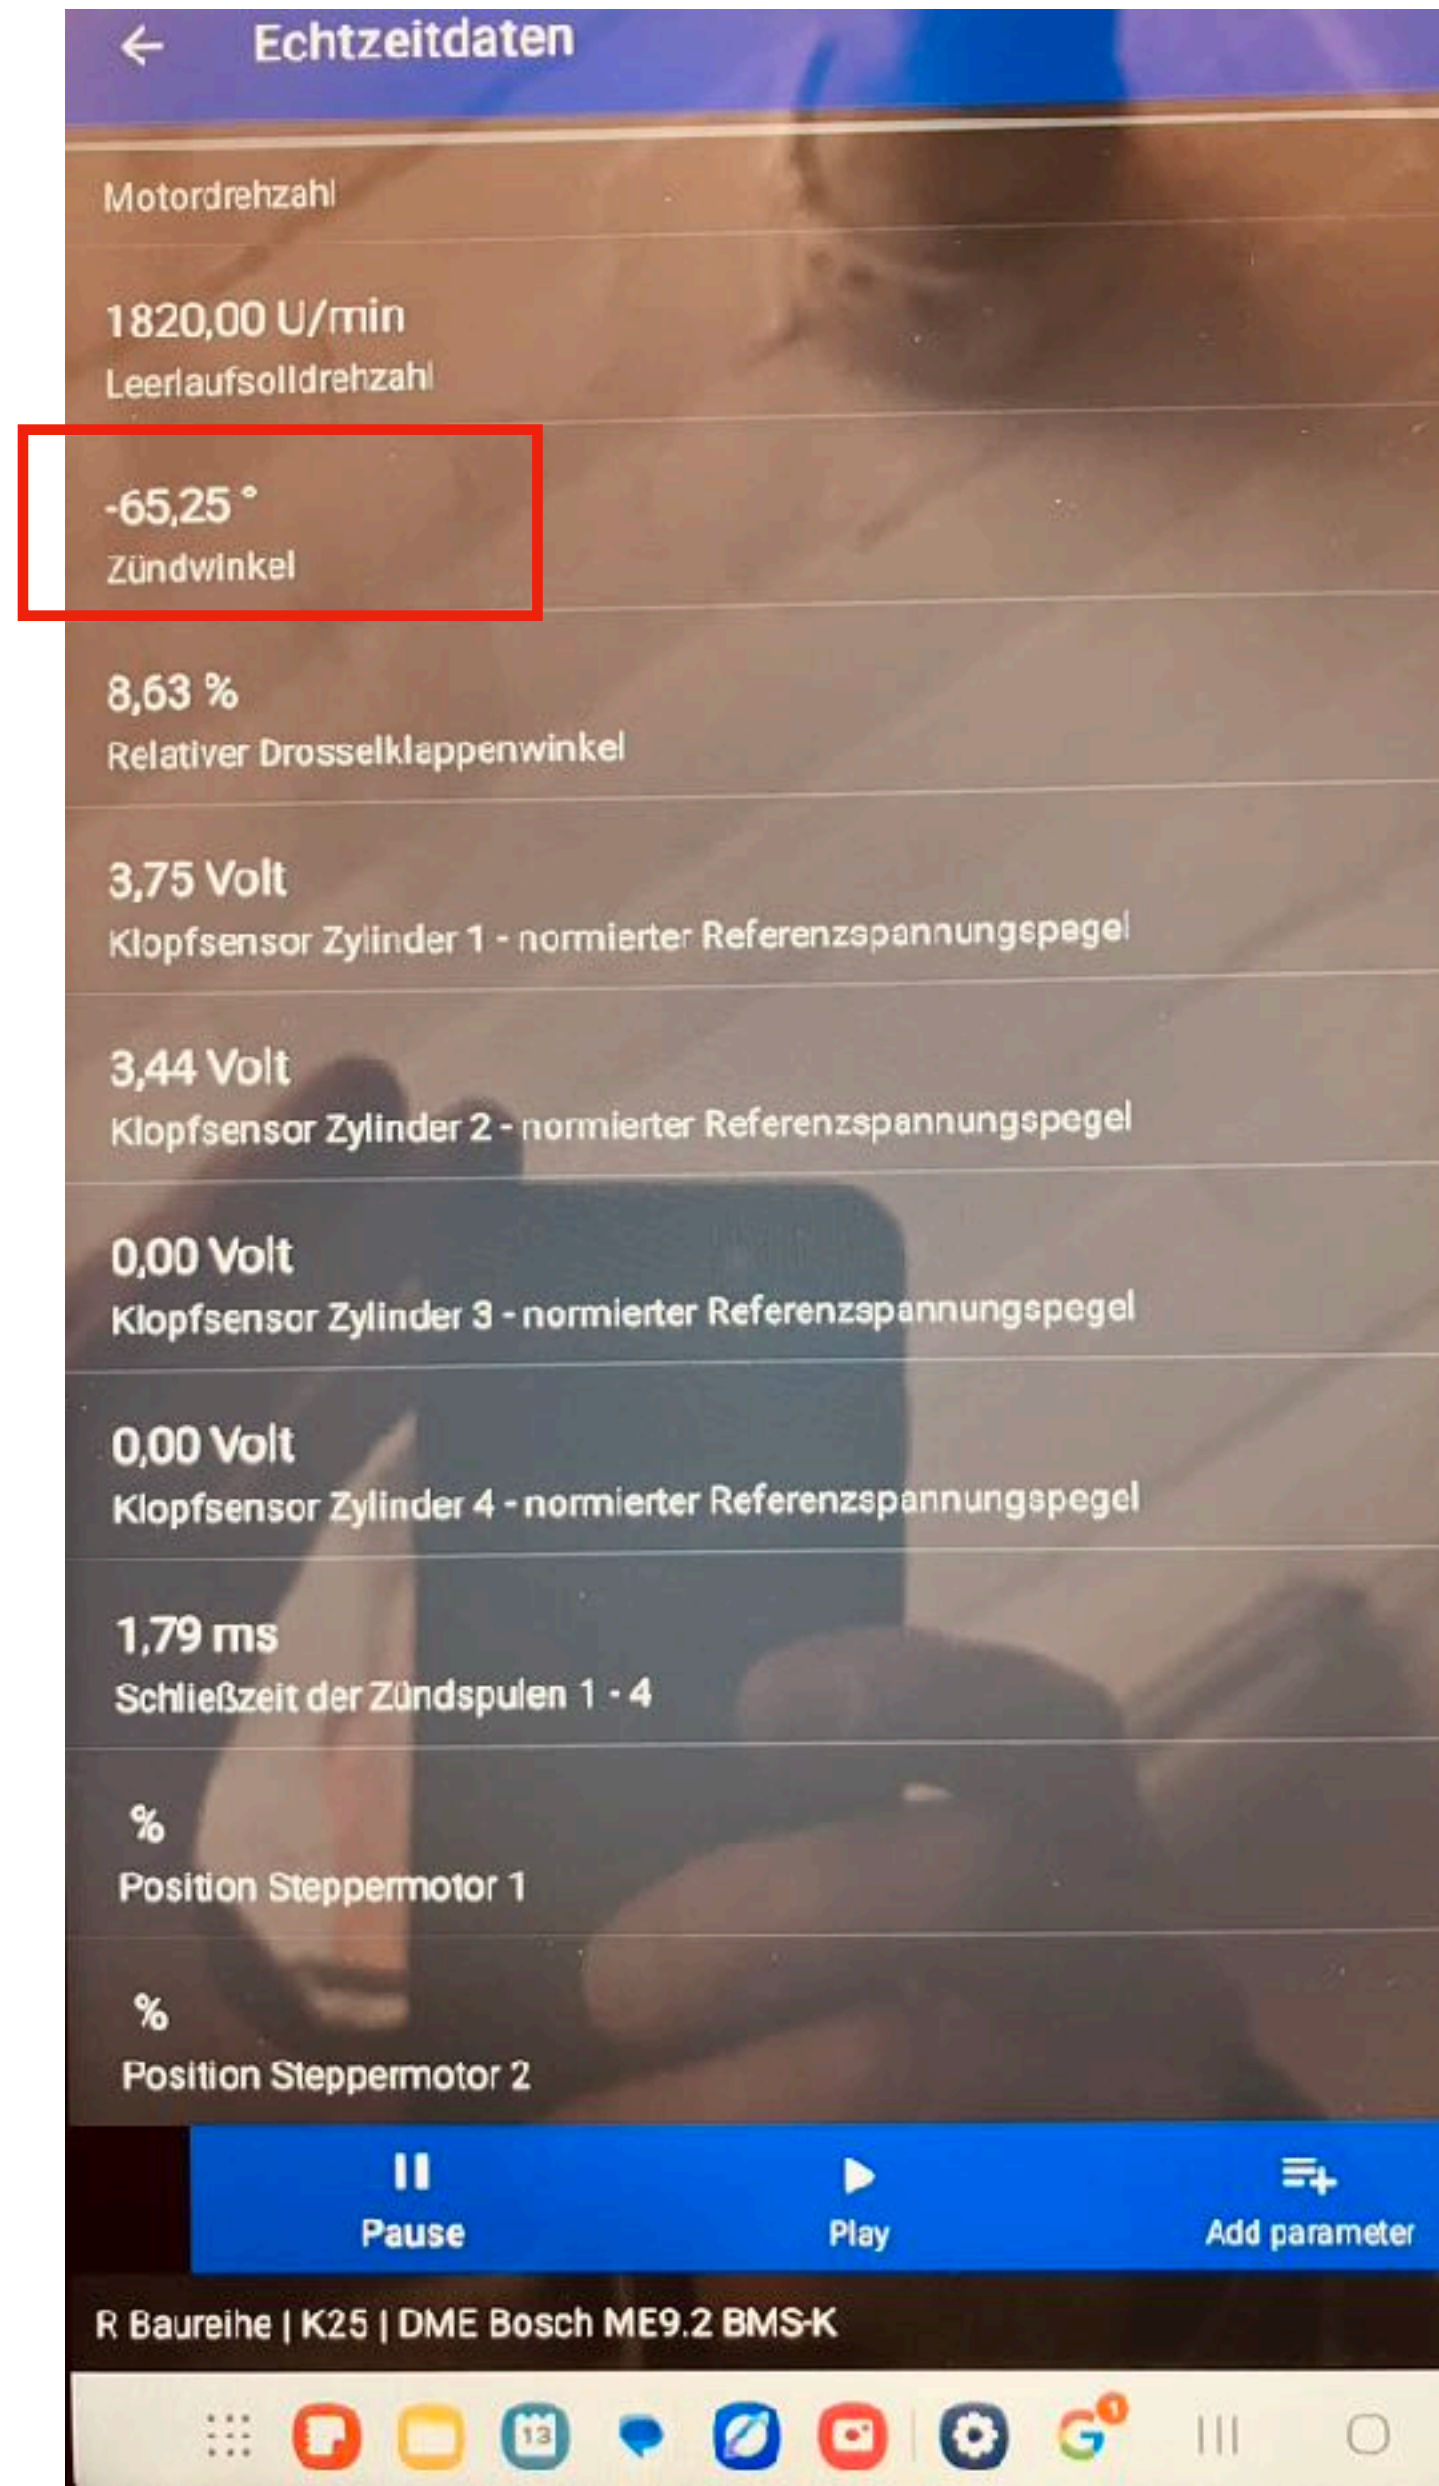 Echtzeitdaten
Motordrehzahl
1820,00 U/min
Leerlaufsolldrehzahl
-65,25 °
Zündwinkel
8,63 %
Relativer Drosselklappenwinkel
3,75 Volt
Klopfsensor Zylinder 1 - normierter Referenzspannungspegel
3,44 Volt
Klopfsensor Zylinder 2 - normierter Referenzspannungspegel
0,00 Volt
Klopfsensor Zylinder 3 - normierter Referenzspannungspegel
0,00 Volt
Klopfsensor Zylinder 4 - normierter Referenzspannungspegel
1,79 ms
Schließzeit der Zündspulen 1 - 4
%
Position Steppermotor 1
%
Position Steppermotor 2
Pause Play Add parameter
R Baureihe | K25 | DME Bosch ME9.2 BMS-K
13 G 1